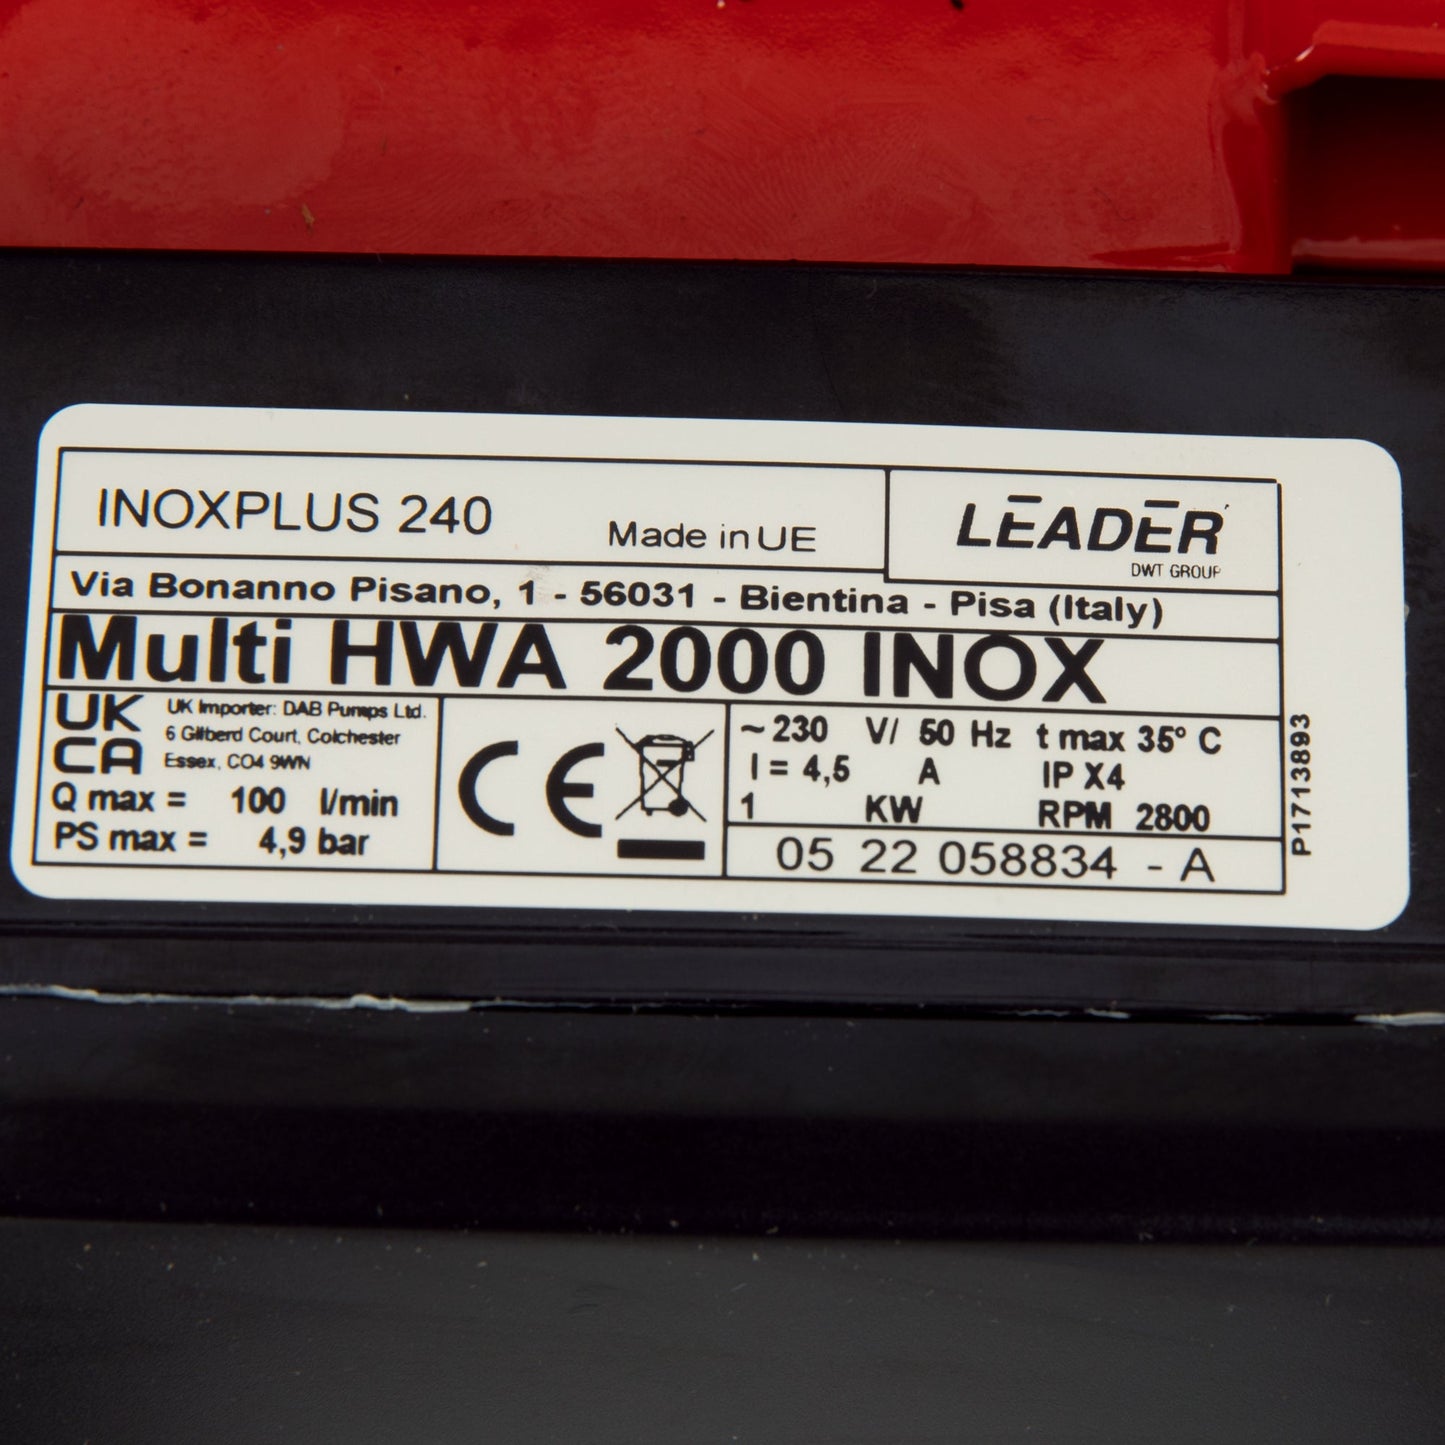 INOXPLUS 240
Made in UE
LEADER
DWT GROUP
Via Bonanno Pisano, 1 - 56031 - Bientina - Pisa (Italy)
Multi HWA 2000 INOX
UK
CA
UK Importer: DAB Pumps Ltd.
6 Gilberd Court, Colchester
Essex, CO4 9WN
Q max = 100 l/min
PS max = 4,9 bar
CE
~ 230 V/ 50 Hz t max 35° C
I = 4,5 A IP X4
1 KW RPM 2800
05 22 058834 - A
P1713893